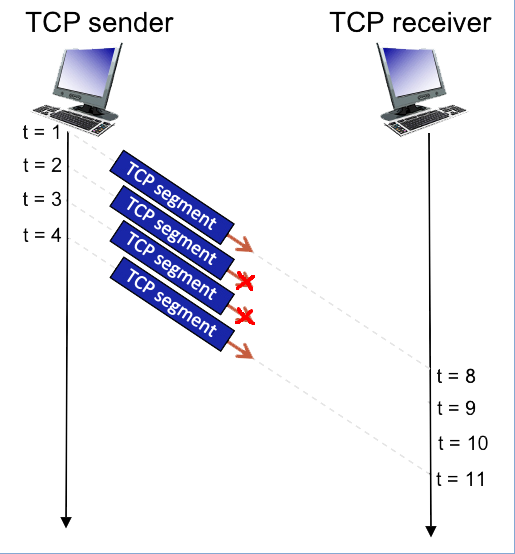 TCP sender
TCP receiver
t = 1
t = 2
t = 3
t = 4
TCP segment
TCP segment
TCP segment
TCP segment
t = 8
t = 9
t = 10
t = 11